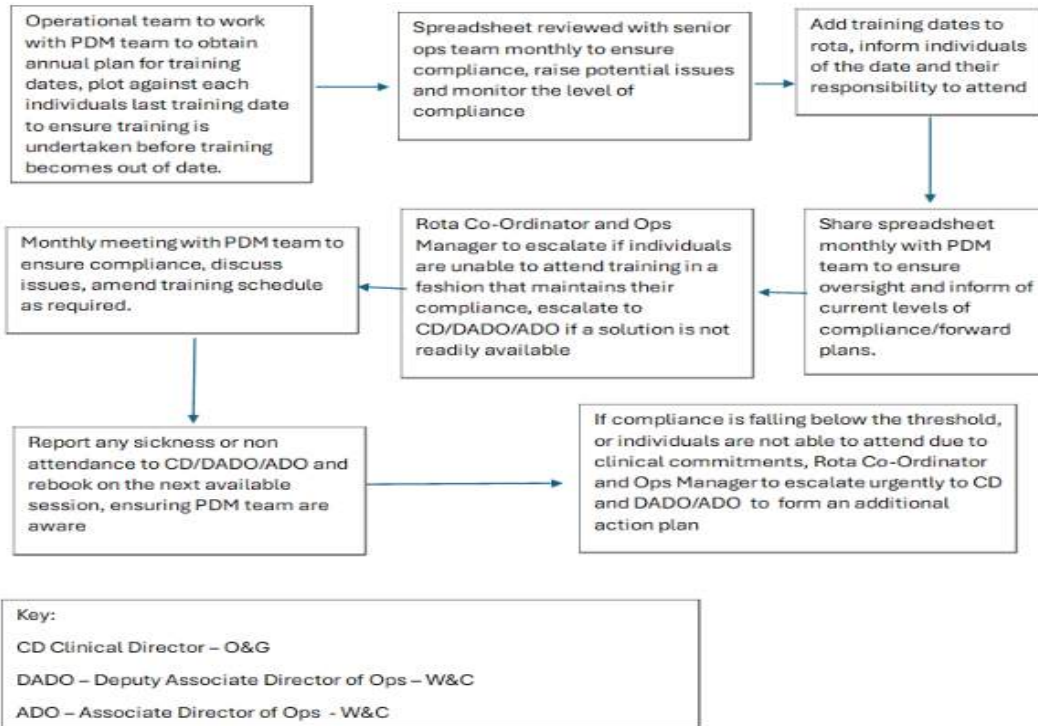 Operational team to work
with PDM team to obtain
annual plan for training
dates, plot against each
individuals last training date
to ensure training is
undertaken before training
becomes out of date.
Spreadsheet reviewed with senior
ops team monthly to ensure
compliance, raise potential issues
and monitor the level of
compliance
Add training dates to
rota, inform individuals
of the date and their
responsibility to attend
Share spreadsheet
monthly with PDM
team to ensure
oversight and inform of
current levels of
compliance/forward
plans.
Rota Co-Ordinator and Ops
Manager to escalate if individuals
are unable to attend training in a
fashion that maintains their
compliance, escalate to
CD/DADO/ADO if a solution is not
readily available
Monthly meeting with PDM team to
ensure compliance, discuss
issues, amend training schedule
as required.
Report any sickness or non
attendance to CD/DADO/ADO and
rebook on the next available
session, ensuring PDM team are
aware
If compliance is falling below the threshold,
or individuals are not able to attend due to
clinical commitments, Rota Co-Ordinator
and Ops Manager to escalate urgently to CD
and DADO/ADO to form an additional
action plan
Key:
CD Clinical Director – O&G
DADO – Deputy Associate Director of Ops – W&C
ADO – Associate Director of Ops - W&C